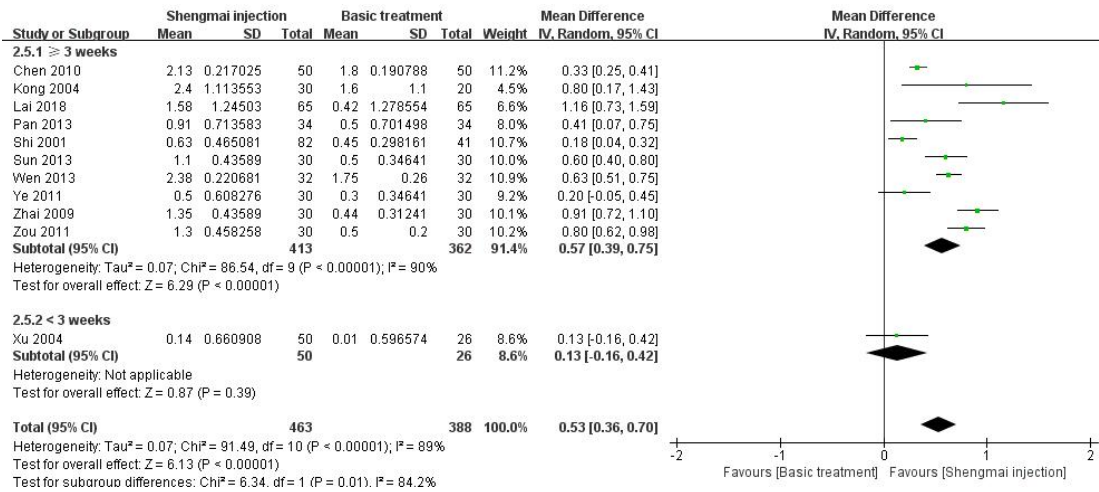 Shengmai injection Basic treatment Mean Difference Mean Difference
Study or Subgroup Mean SD Total Mean SD Total Weight IV, Random, 95% CI IV, Random, 95% CI
2.5.1 ≥ 3 weeks
Chen 2010 2.13 0.217025 50 1.8 0.190788 50 11.2% 0.33 [0.25, 0.41]
Kong 2004 2.4 1.113553 30 1.6 1.1 20 4.5% 0.80 [0.17, 1.43]
Lai 2018 1.58 1.24503 65 0.42 1.278554 65 6.6% 1.16 [0.73, 1.59]
Pan 2013 0.91 0.713583 34 0.5 0.701498 34 8.0% 0.41 [0.07, 0.75]
Shi 2001 0.63 0.465081 82 0.45 0.298161 41 10.7% 0.18 [0.04, 0.32]
Sun 2013 1.1 0.43589 30 0.5 0.34641 30 10.0% 0.60 [0.40, 0.80]
Wen 2013 2.38 0.220681 32 1.75 0.26 32 10.9% 0.63 [0.51, 0.75]
Ye 2011 0.5 0.608276 30 0.3 0.34641 30 9.2% 0.20 [-0.05, 0.45]
Zhai 2009 1.35 0.43589 30 0.44 0.31241 30 10.1% 0.91 [0.72, 1.10]
Zou 2011 1.3 0.458258 30 0.5 0.2 30 10.2% 0.80 [0.62, 0.98]
Subtotal (95% CI) 413 362 91.4% 0.57 [0.39, 0.75]
Heterogeneity: Tau² = 0.07; Chi² = 86.54, df = 9 (P < 0.00001); I² = 90%
Test for overall effect: Z = 6.29 (P < 0.00001)
2.5.2 < 3 weeks
Xu 2004 0.14 0.660908 50 0.01 0.596574 26 8.6% 0.13 [-0.16, 0.42]
Subtotal (95% CI) 50 26 8.6% 0.13 [-0.16, 0.42]
Heterogeneity: Not applicable
Test for overall effect: Z = 0.87 (P = 0.39)
Total (95% CI) 463 388 100.0% 0.53 [0.36, 0.70]
Heterogeneity: Tau² = 0.07; Chi² = 91.49, df = 10 (P < 0.00001); I² = 89%
Test for overall effect: Z = 6.13 (P < 0.00001)
Test for subgroup differences: Chi² = 6.34, df = 1 (P = 0.01), I² = 84.2%
-2 -1 0 1 2
Favours [Basic treatment] Favours [Shengmai injection]